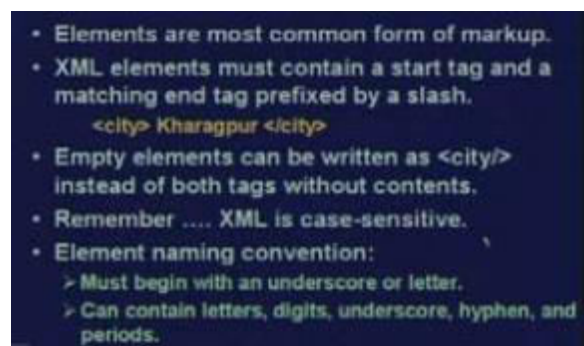 • Elements are most common form of markup.
• XML elements must contain a start tag and a
matching end tag prefixed by a slash.
<city> Kharagpur </city>
• Empty elements can be written as <city/>
instead of both tags without contents.
• Remember .... XML is case-sensitive.
• Element naming convention:
➢ Must begin with an underscore or letter.
➢ Can contain letters, digits, underscore, hyphen, and
periods.